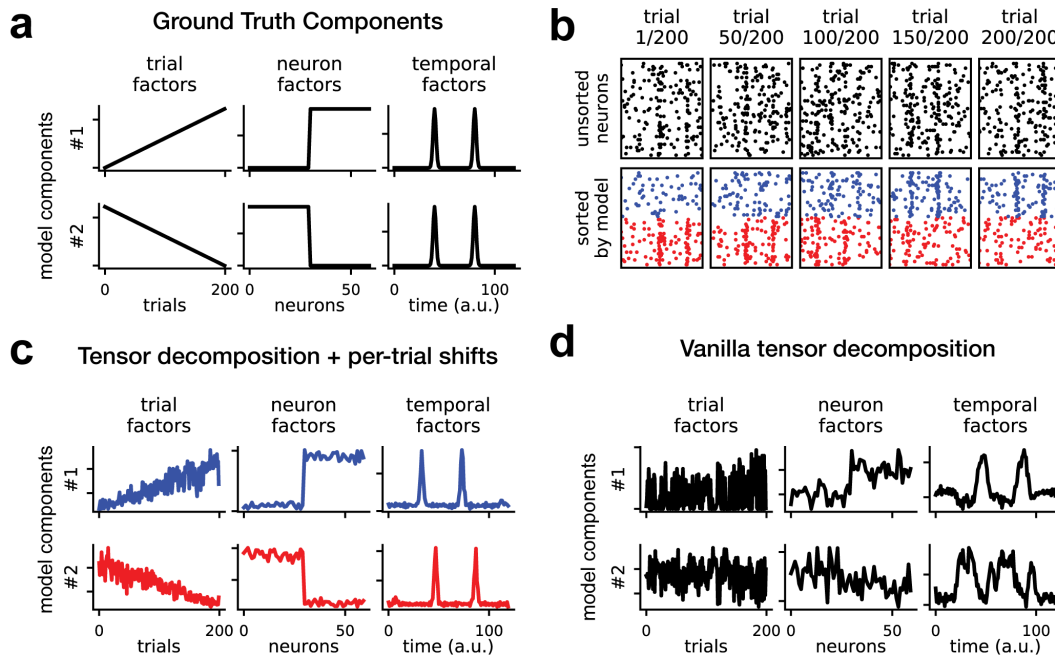 a
Ground Truth Components
trial
factors
neuron
factors
temporal
factors
model components
#1
#2
0
200
trials
0
50
neurons
0
100
time (a.u.)
b
trial
1/200
trial
50/200
trial
100/200
trial
150/200
trial
200/200
unsorted
neurons
sorted
by model
c
Tensor decomposition + per-trial shifts
trial
factors
neuron
factors
temporal
factors
model components
#1
#2
0
200
trials
0
50
neurons
0
100
time (a.u.)
d
Vanilla tensor decomposition
trial
factors
neuron
factors
temporal
factors
model components
#1
#2
0
200
trials
0
50
neurons
0
100
time (a.u.)